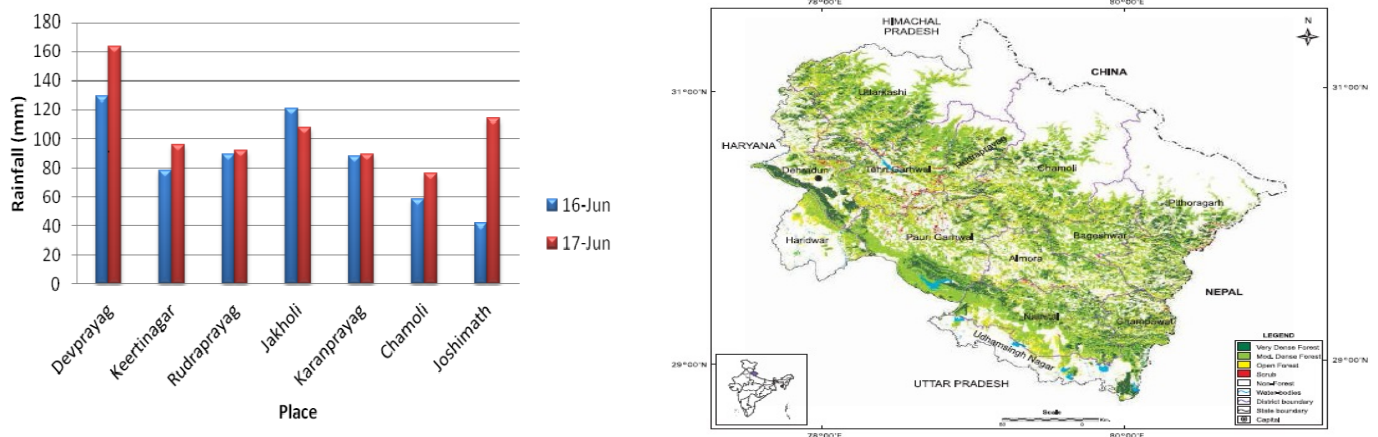 180
160
140
120
100
80
60
40
20
0
Rainfall (mm)
Devprayag
Keertinagar
Rudraprayag
Jakholi
Karanprayag
Chamoli
Joshimath
Place
16-Jun
17-Jun
78°00'E
80°00'E
HIMACHAL
PRADESH
N
CHINA
31°00'N
31°00'N
Uttarkashi
HARYANA
Dehradun
Tehri Garhwal
Rudraprayag
Chamoli
Pithoragarh
Haridwar
Pauri Garhwal
Bageshwar
Almora
NEPAL
Nainital
Champawat
Udhamsingh Nagar
29°00'N
29°00'N
UTTAR PRADESH
LEGEND
Very Dense Forest
Mod. Dense Forest
Open Forest
Scrub
Non-Forest
Water-bodies
District boundary
State boundary
Capital
Scale
Km.
78°00'E
80°00'E